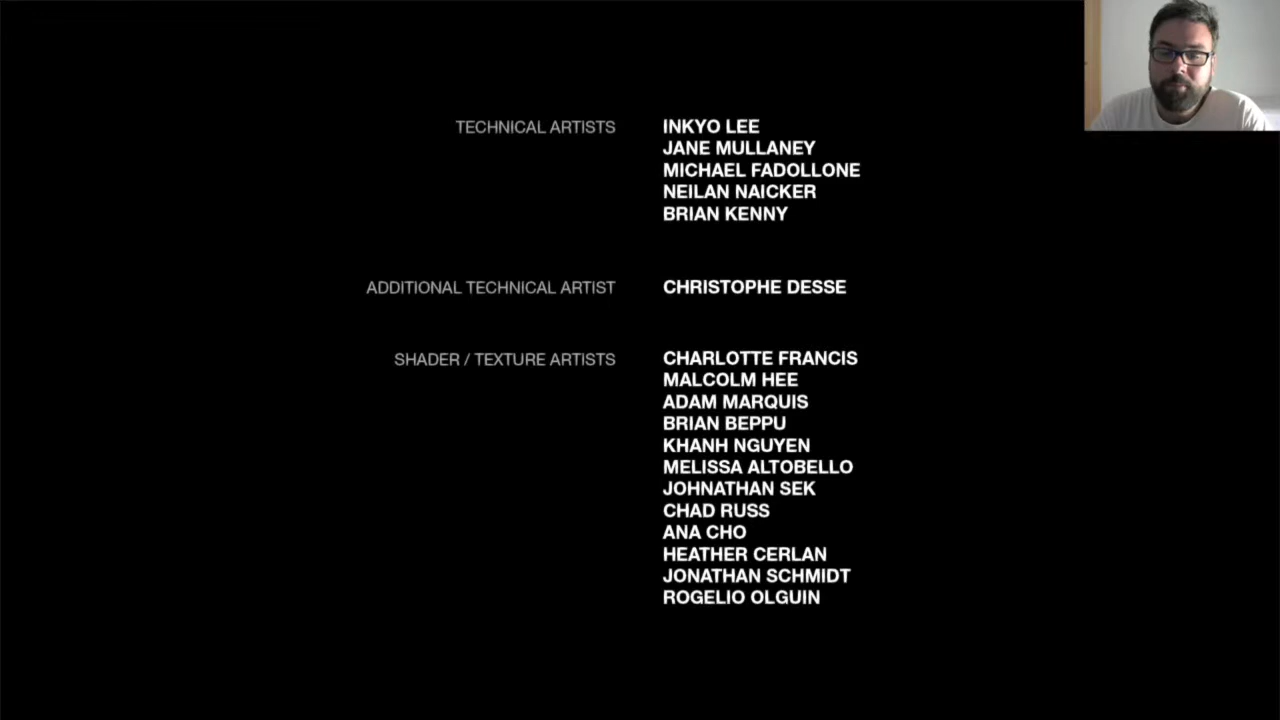 TECHNICAL ARTISTS INKYO LEE
JANE MULLANEY
MICHAEL FADOLLONE
NEILAN NAICKER
BRIAN KENNY
ADDITIONAL TECHNICAL ARTIST CHRISTOPHE DESSE
SHADER / TEXTURE ARTISTS CHARLOTTE FRANCIS
MALCOLM HEE
ADAM MARQUIS
BRIAN BEPPU
KHANH NGUYEN
MELISSA ALTOBELLO
JOHNATHAN SEK
CHAD RUSS
ANA CHO
HEATHER CERLAN
JONATHAN SCHMIDT
ROGELIO OLGUIN